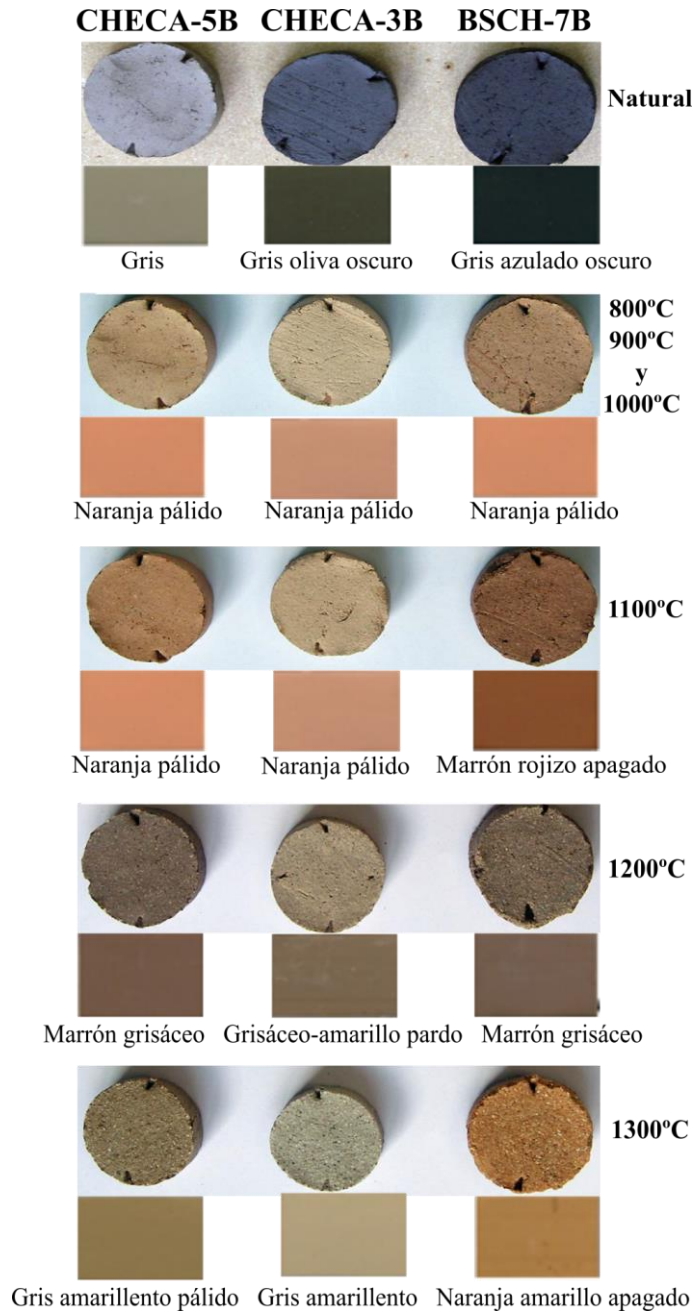 CHECA-5B CHECA-3B BSCH-7B
Natural
Gris Gris oliva oscuro Gris azulado oscuro
800ºC
900ºC
y
1000ºC
Naranja pálido Naranja pálido Naranja pálido
1100ºC
Naranja pálido Naranja pálido Marrón rojizo apagado
1200ºC
Marrón grisáceo Grisáceo-amarillo pardo Marrón grisáceo
1300ºC
Gris amarillento pálido Gris amarillento Naranja amarillo apagado